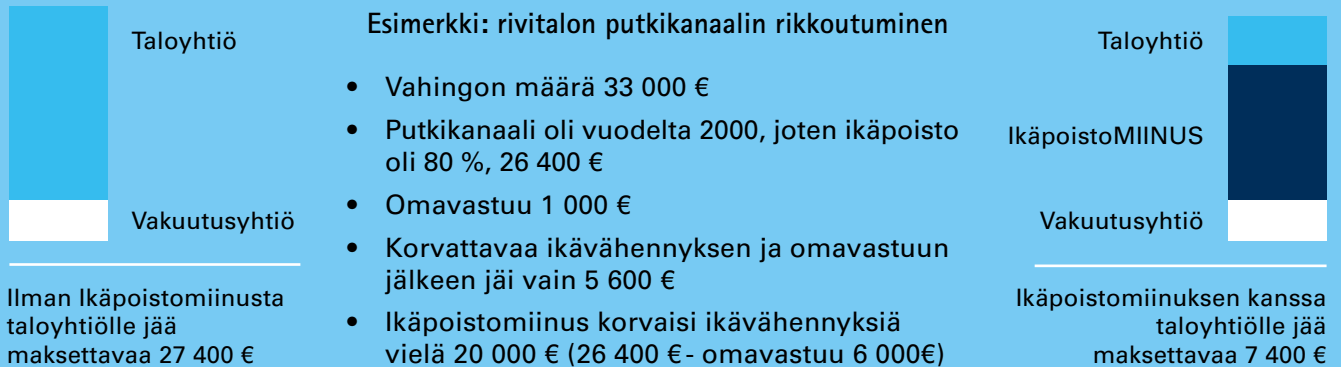 Taloyhtiö
Vakuutusyhtiö
Ilman Ikäpoistomiinusta
taloyhtiölle jää
maksettavaa 27 400 €
Esimerkki: rivitalon putkikanaalin rikkoutuminen
• Vahingon määrä 33 000 €
• Putkikanaali oli vuodelta 2000, joten ikäpoisto
oli 80 %, 26 400 €
• Omavastuu 1 000 €
• Korvattavaa ikävähennyksen ja omavastuun
jälkeen jäi vain 5 600 €
• Ikäpoistomiinus korvaisi ikävähennyksiä
vielä 20 000 € (26 400 € - omavastuu 6 000€)
Taloyhtiö
IkäpoistoMIINUS
Vakuutusyhtiö
Ikäpoistomiinuksen kanssa
taloyhtiölle jää
maksettavaa 7 400 €